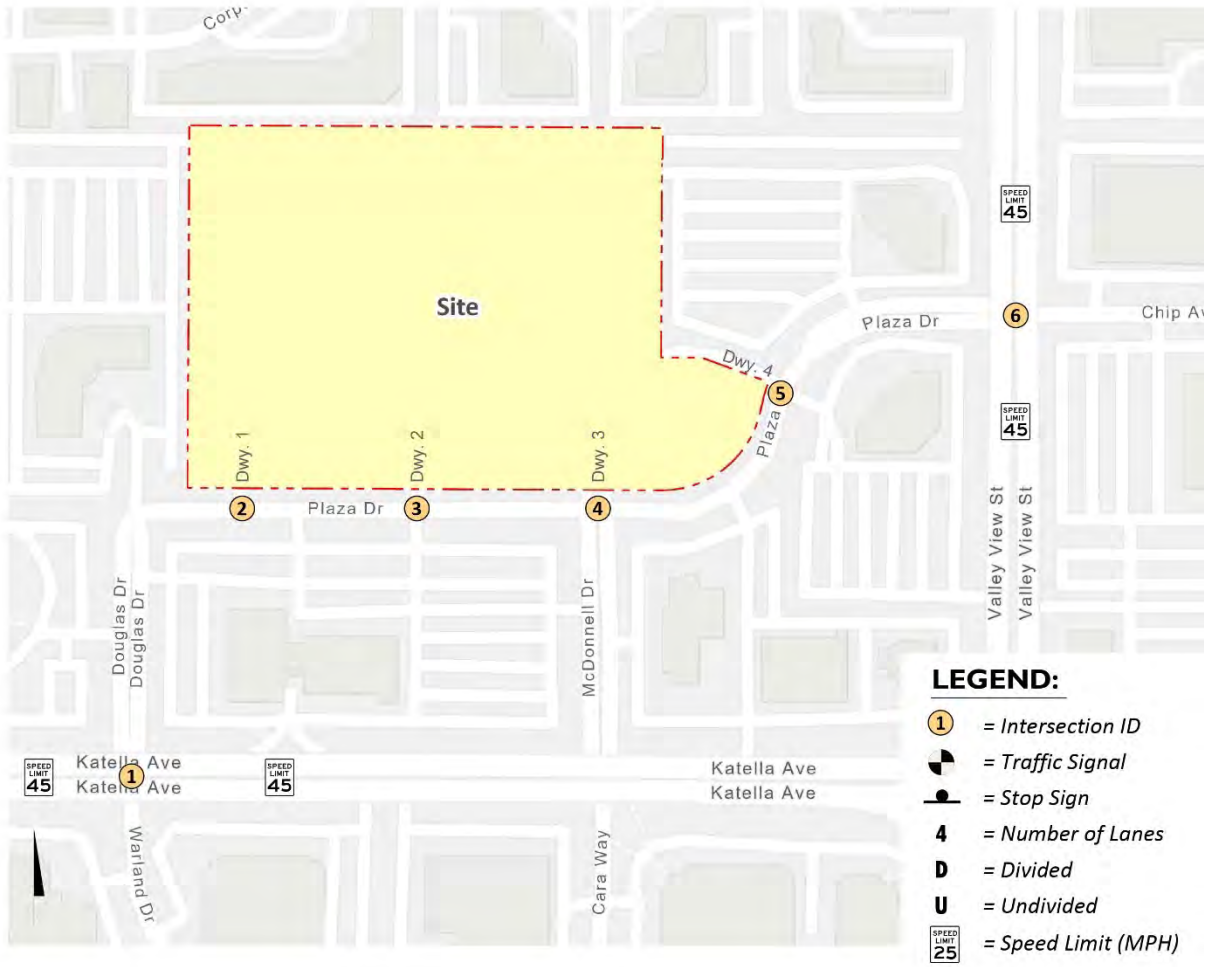 Corp
SPEED
LIMIT
45
Site
Plaza Dr
6
Chip Av
Dwy. 4
5
SPEED
LIMIT
45
Plaza
Dwy. 1
Dwy. 2
Dwy. 3
2
Plaza Dr
3
4
Valley View St
Valley View St
Douglas Dr
Douglas Dr
McDonnell Dr
SPEED
LIMIT
45
Katella Ave
1
Katella Ave
SPEED
LIMIT
45
Katella Ave
Katella Ave
Warland Dr
Cara Way
LEGEND:
1 = Intersection ID
= Traffic Signal
= Stop Sign
4 = Number of Lanes
D = Divided
U = Undivided
SPEED
LIMIT
25
= Speed Limit (MPH)